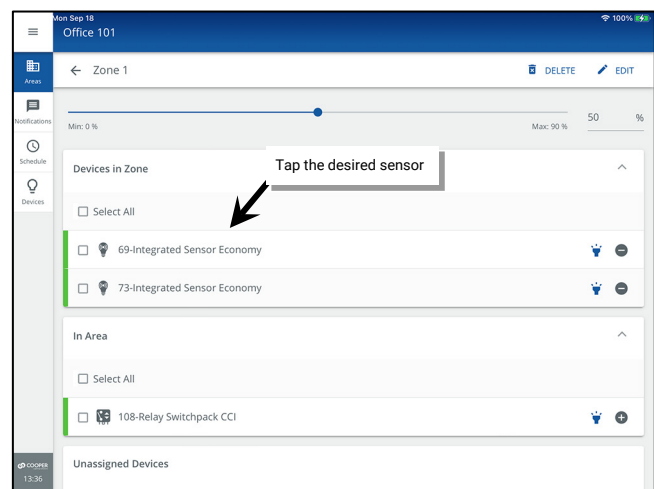 Mon Sep 18
100%
Office 101
Areas
Zone 1
DELETE
EDIT
Notifications
50 %
Min: 0 %
Max: 90 %
Schedule
Devices in Zone
Tap the desired sensor
Devices
Select All
69-Integrated Sensor Economy
73-Integrated Sensor Economy
In Area
Select All
108-Relay Switchpack CCI
Unassigned Devices
COOPER
13:36